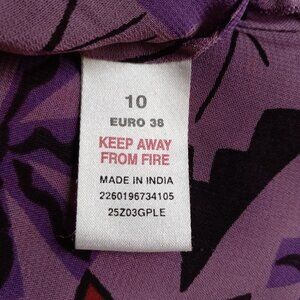 10
EURO 38
KEEP AWAY
FROM FIRE
MADE IN INDIA
2260196734105
25Z03GPLE